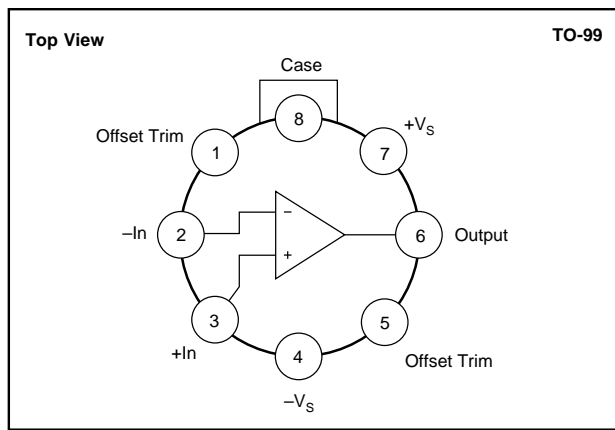 Top View
TO-99
Case
8
Offset Trim
1
+VS
7
–In
2
–
+
6
Output
3
+In
5
Offset Trim
4
–VS